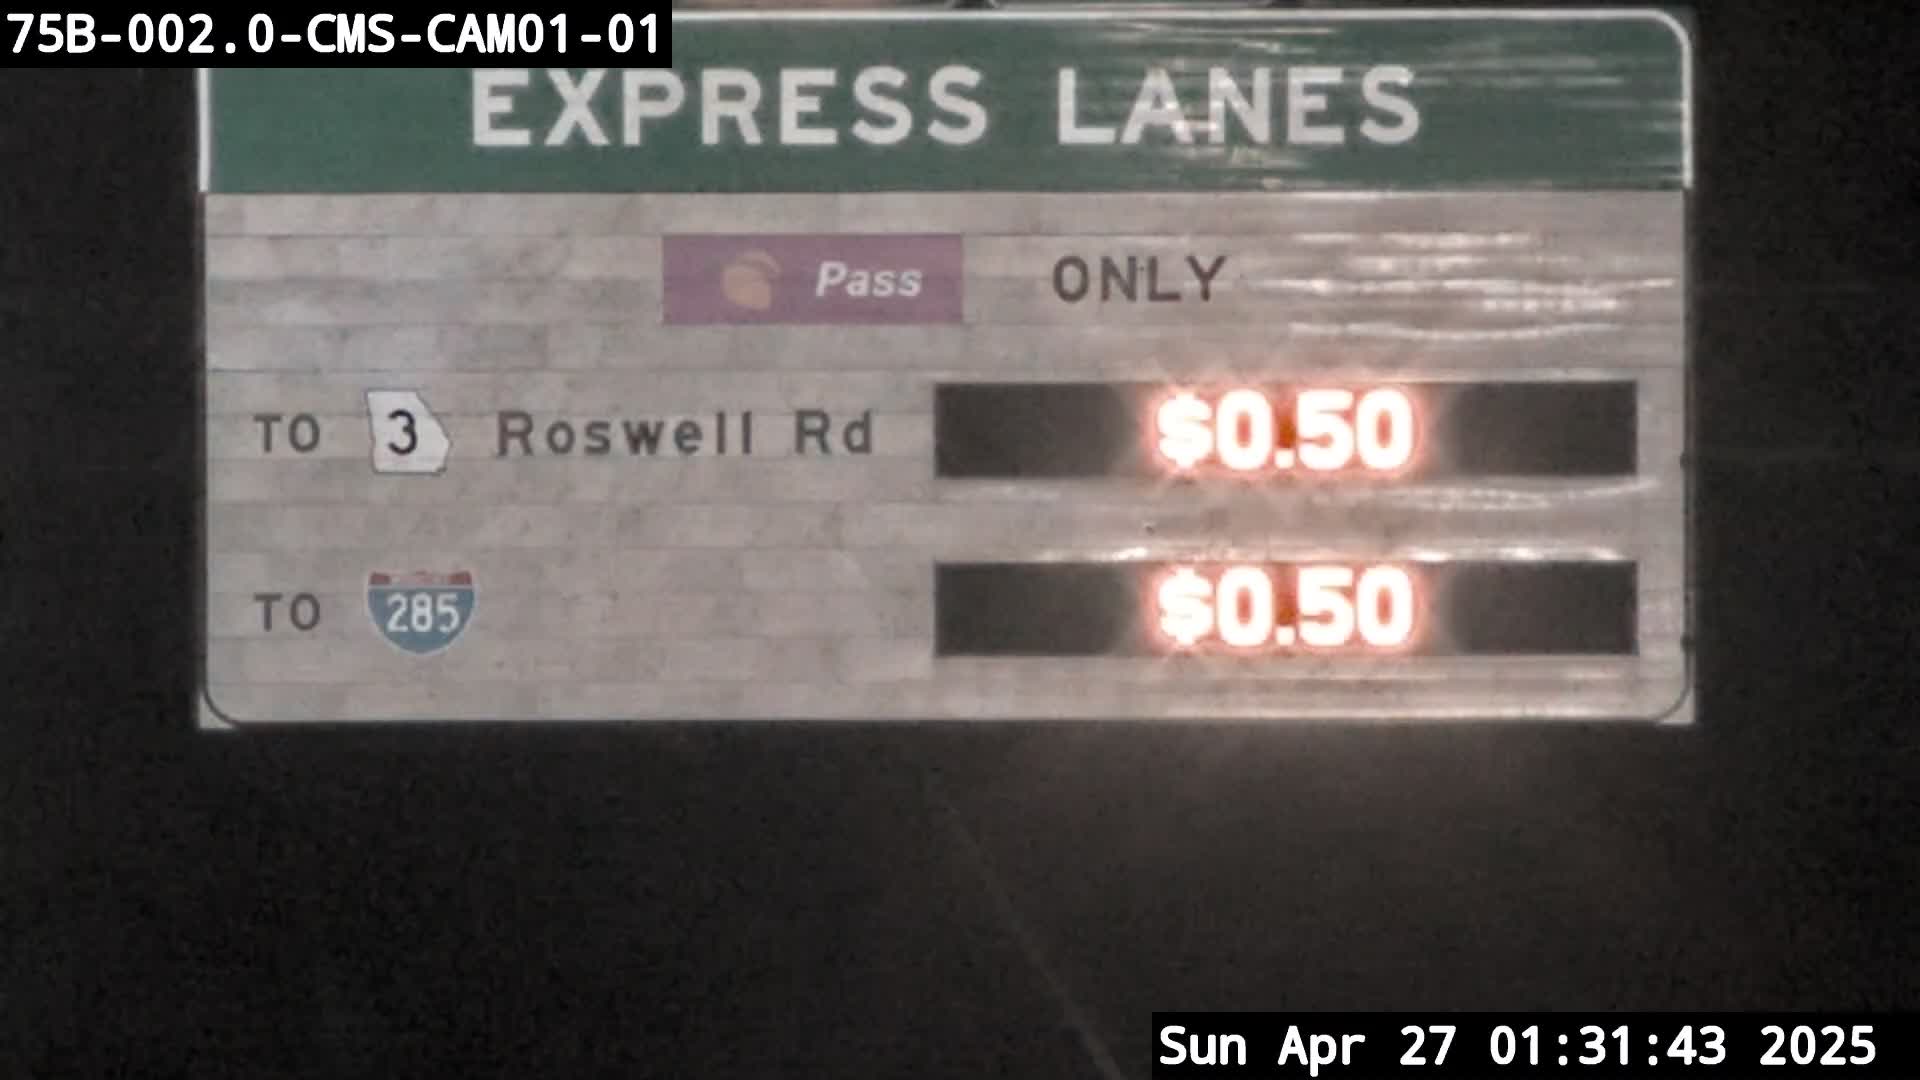 75B-002.0-CMS-CAM01-01
EXPRESS LANES
Pass ONLY
TO 3 Roswell Rd $0.50
TO 285 $0.50
Sun Apr 27 01:31:43 2025